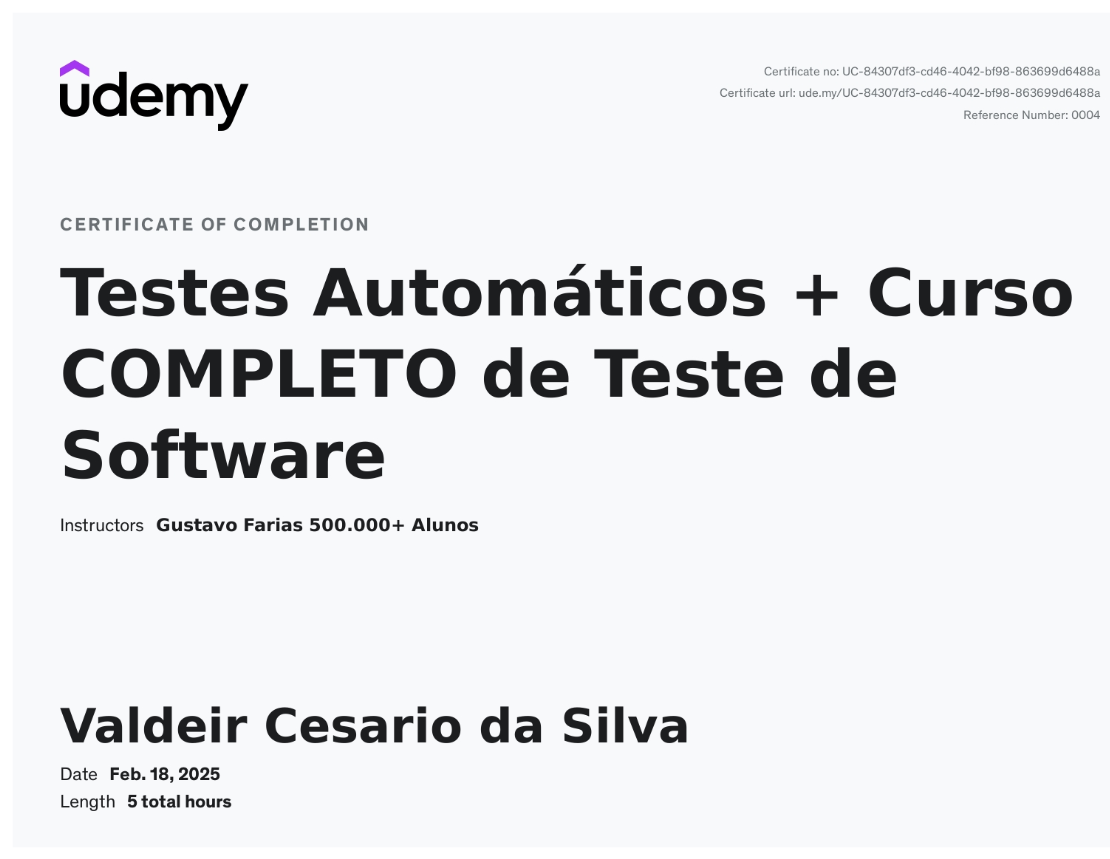 udemy
Certificate no: UC-84307df3-cd46-4042-bf98-863699d6488a
Certificate url: ude.my/UC-84307df3-cd46-4042-bf98-863699d6488a
Reference Number: 0004
CERTIFICATE OF COMPLETION
Testes Automáticos + Curso
COMPLETO de Teste de
Software
Instructors Gustavo Farias 500.000+ Alunos
Valdeir Cesario da Silva
Date Feb. 18, 2025
Length 5 total hours